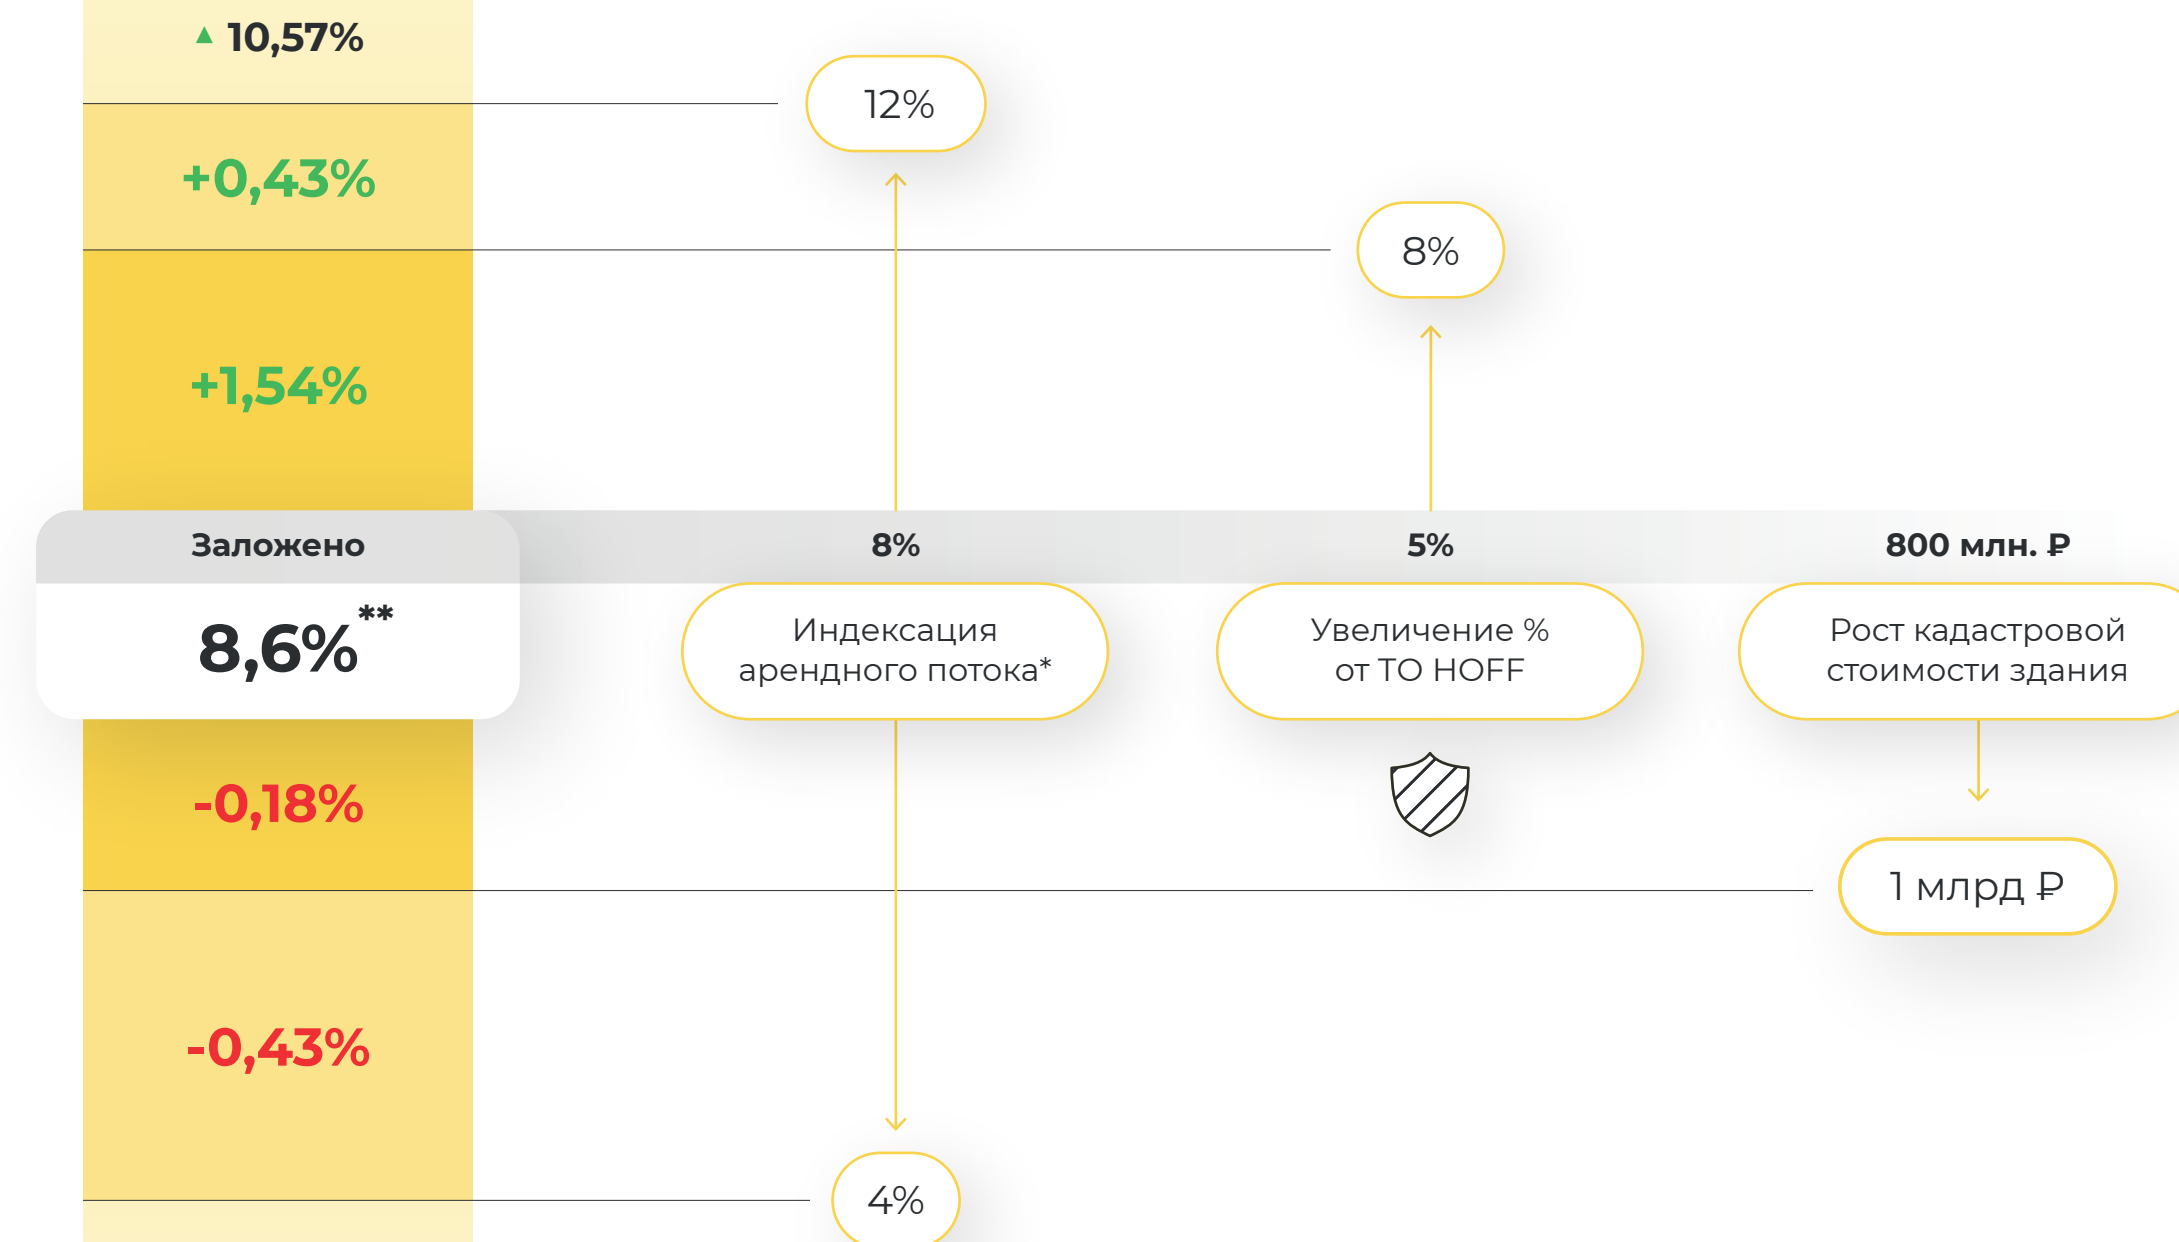 ▲ 10,57%
12%
+0,43%
8%
+1,54%
Заложено 8% 5% 800 млн. ₽
8,6%**
Индексация
арендного потока*
Увеличение %
от ТО HOFF
Рост кадастровой
стоимости здания
-0,18%
1 млрд ₽
-0,43%
4%